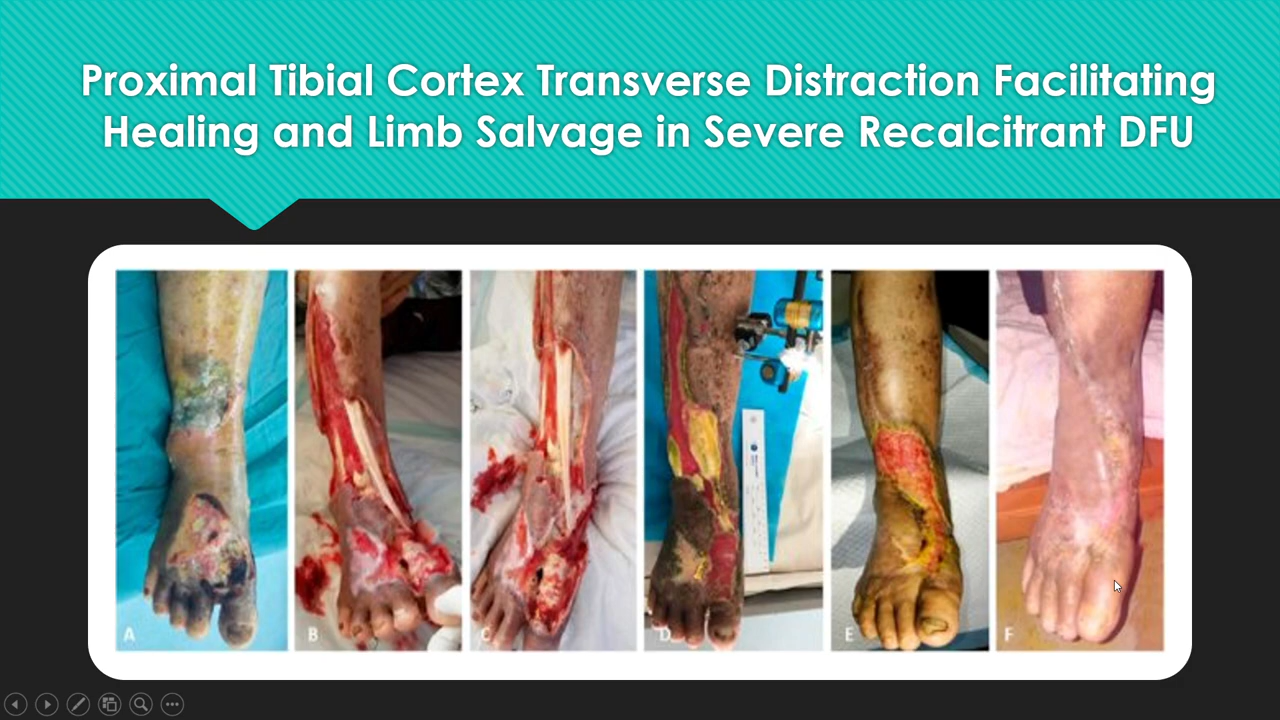 Proximal Tibial Cortex Transverse Distraction Facilitating
Healing and Limb Salvage in Severe Recalcitrant DFU
A
B
C
D
E
F